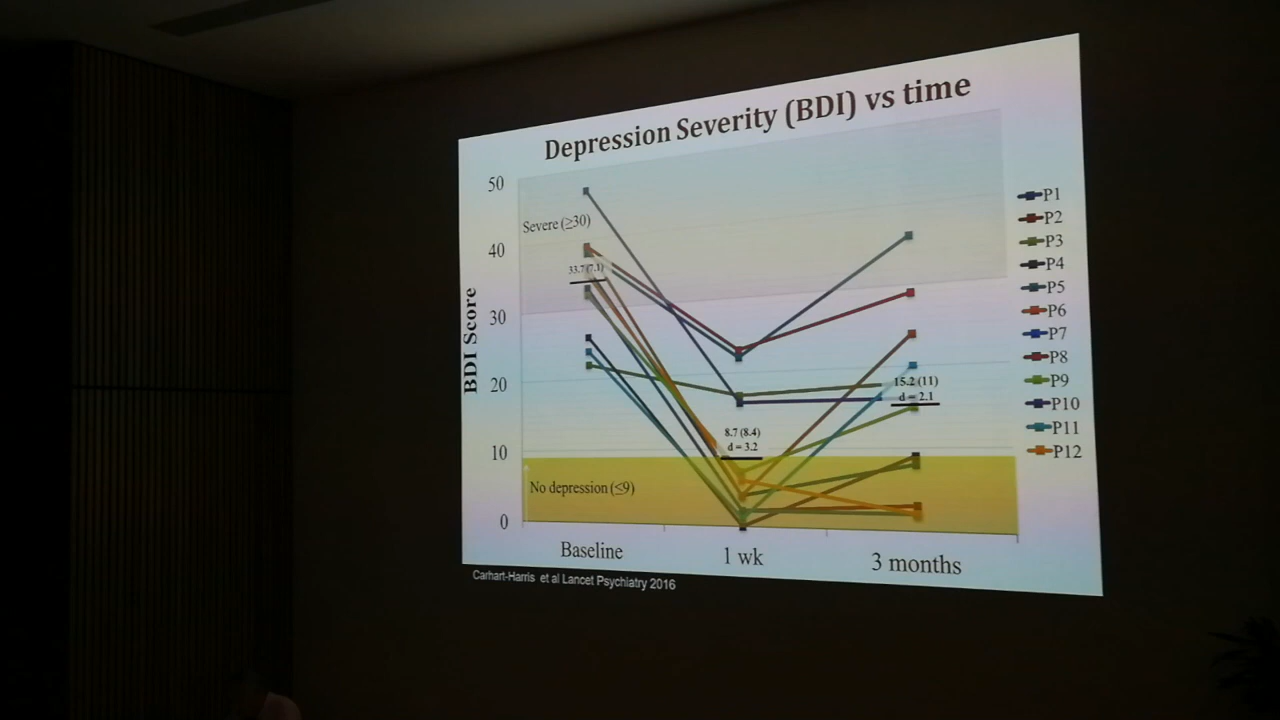 Depression Severity (BDI) vs time
BDI Score
50
40
30
20
10
0
Severe (≥30)
33.7(7.1)
8.7 (8.4)
d = 3.2
15.2 (11)
d = 2.1
No depression (≤9)
Baseline
1 wk
3 months
P1
P2
P3
P4
P5
P6
P7
P8
P9
P10
P11
P12
Carhart-Harris et al Lancet Psychiatry 2016